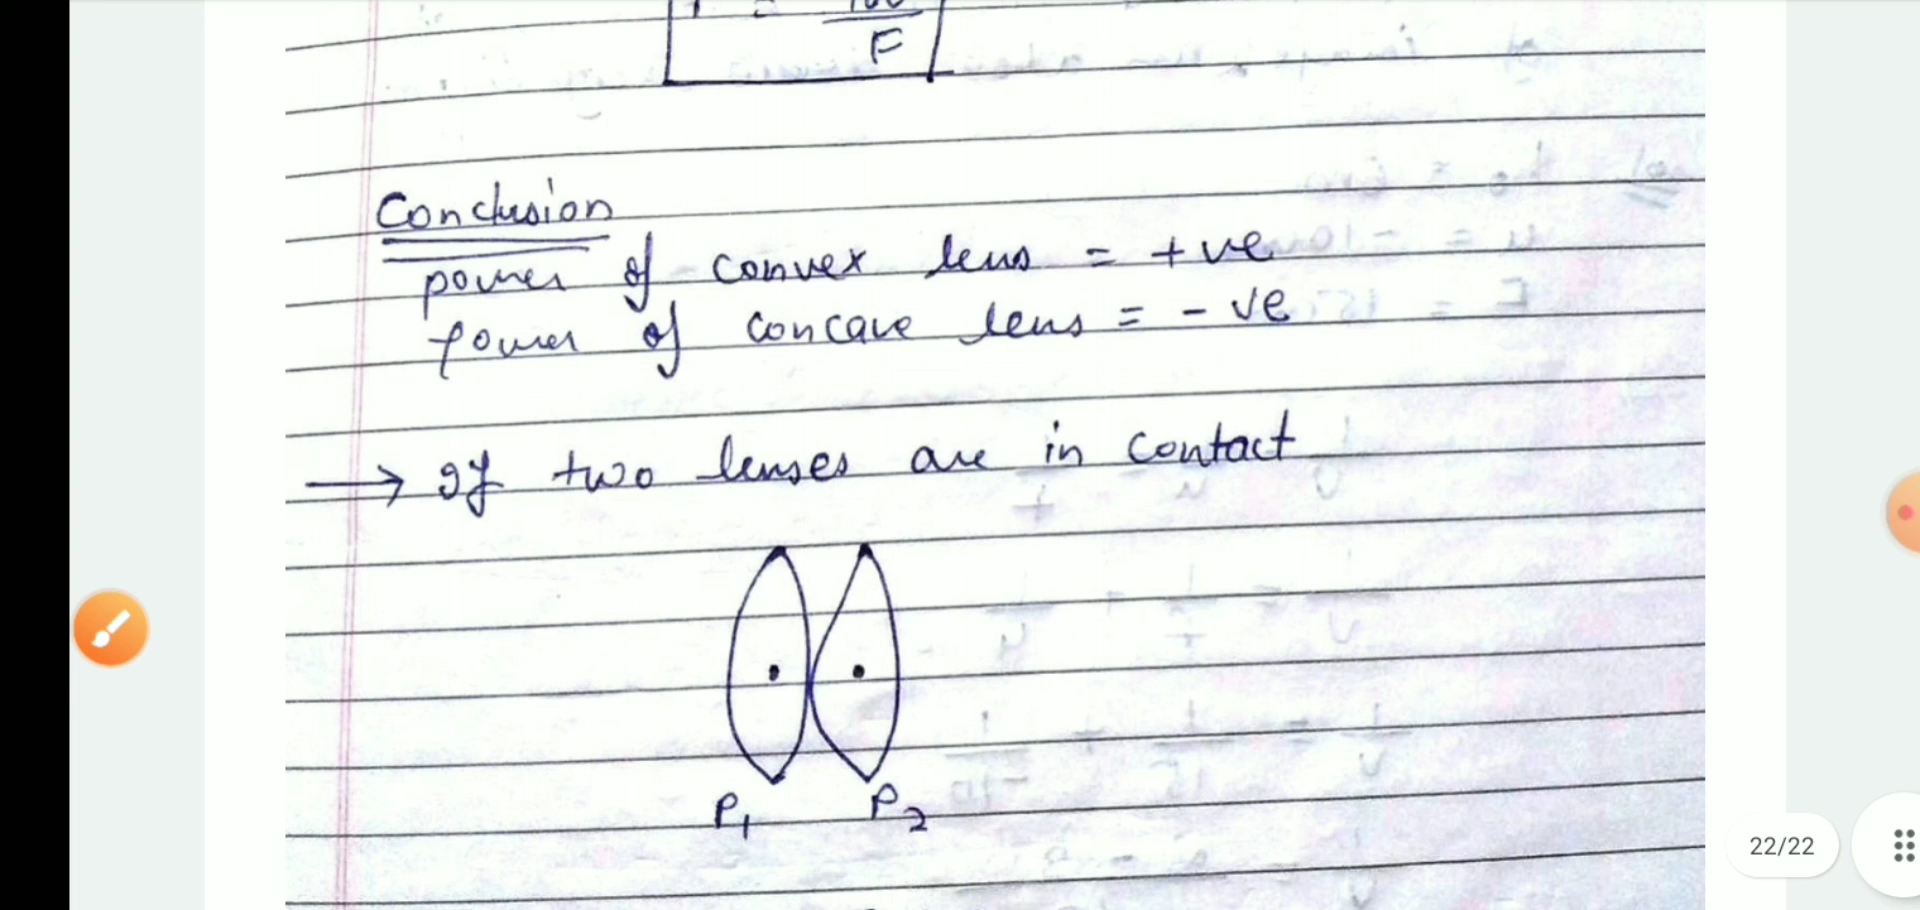 F
Conclusion
power of convex lens = +ve
power of concave lens = -ve
→ If two lenses are in contact
P1 P2
22/22